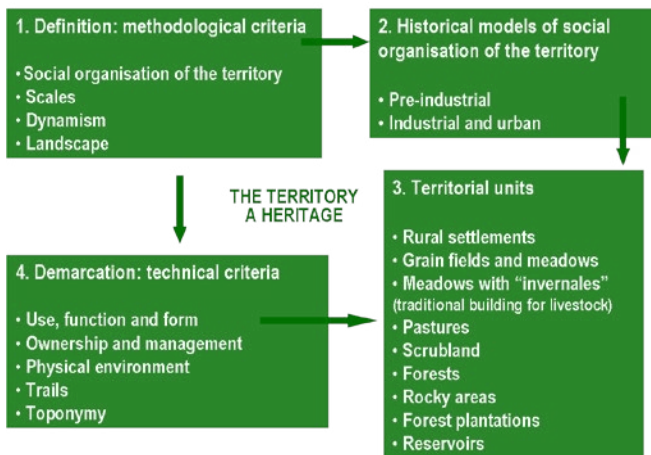 1. Definition: methodological criteria
• Social organisation of the territory
• Scales
• Dynamism
• Landscape
2. Historical models of social
organisation of the territory
• Pre-industrial
• Industrial and urban
THE TERRITORY
A HERITAGE
3. Territorial units
• Rural settlements
• Grain fields and meadows
• Meadows with “invernales”
(traditional building for livestock)
• Pastures
• Scrubland
• Forests
• Rocky areas
• Forest plantations
• Reservoirs
4. Demarcation: technical criteria
• Use, function and form
• Ownership and management
• Physical environment
• Trails
• Toponymy